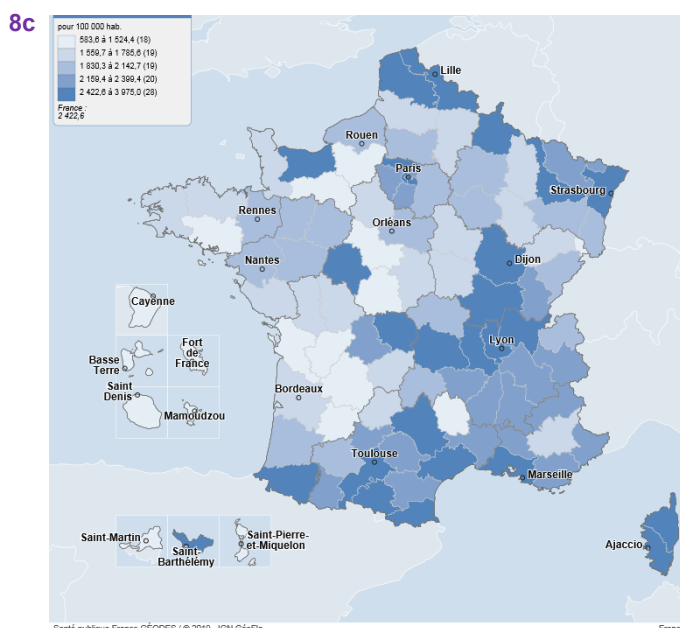 8c
pour 100 000 hab.
583,6 à 1 524,4 (18)
1 559,7 à 1 785,6 (19)
1 830,3 à 2 142,7 (19)
2 159,4 à 2 399,4 (20)
2 422,6 à 3 975,0 (28)
France :
2 422,6
Lille
Rouen
Paris
Strasbourg
Rennes
Orléans
Nantes
Dijon
Cayenne
Lyon
Basse
Terre
Fort
de
France
Saint
Denis
Mamoudzou
Bordeaux
Toulouse
Marseille
Saint-Martin
Saint-
Barthélémy
Saint-Pierre-
et-Miquelon
Ajaccio